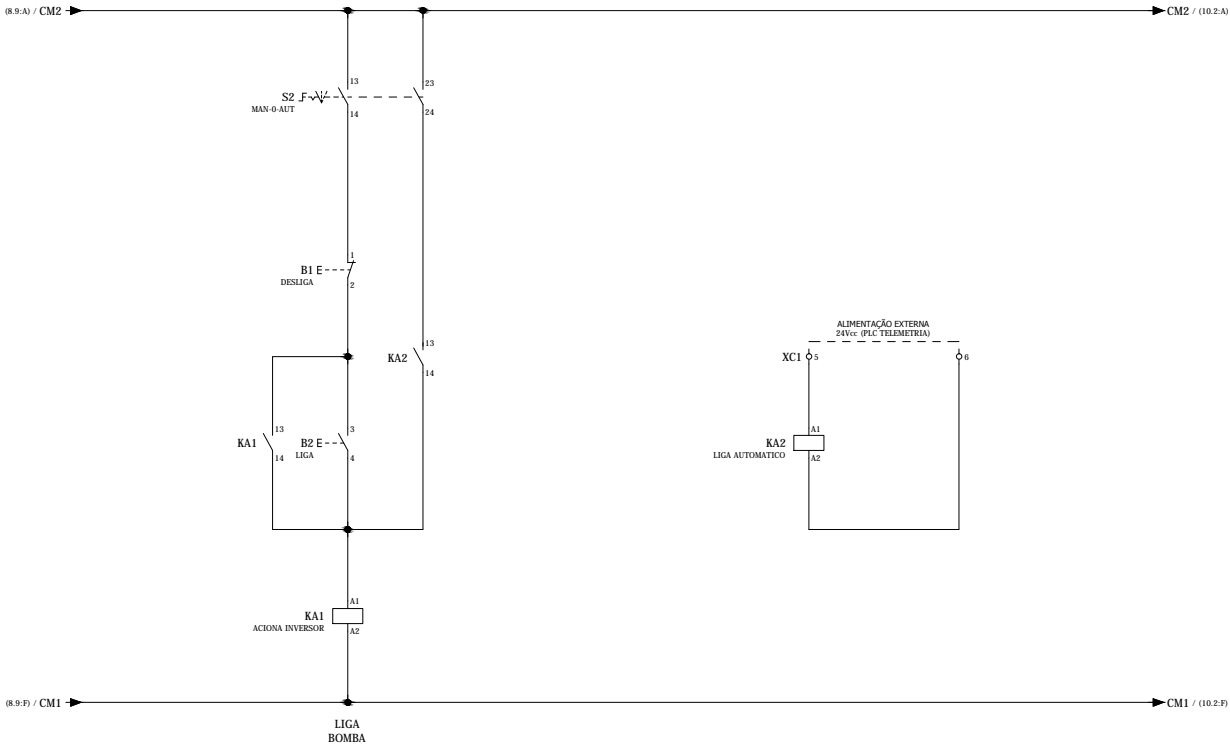 (8.9:A) / CM2
CM2 / (10.2:A)
13
23
S2
MAN-0-AUT
14
24
1
B1
DESLIGA
2
ALIMENTAÇÃO EXTERNA
24Vcc (PLC TELEMETRIA)
13
KA2
14
XC1
5
6
13
KA1
14
3
B2
LIGA
4
A1
KA2
LIGA AUTOMATICO
A2
A1
KA1
ACIONA INVERSOR
A2
(8.9:F) / CM1
CM1 / (10.2:F)
LIGA
BOMBA